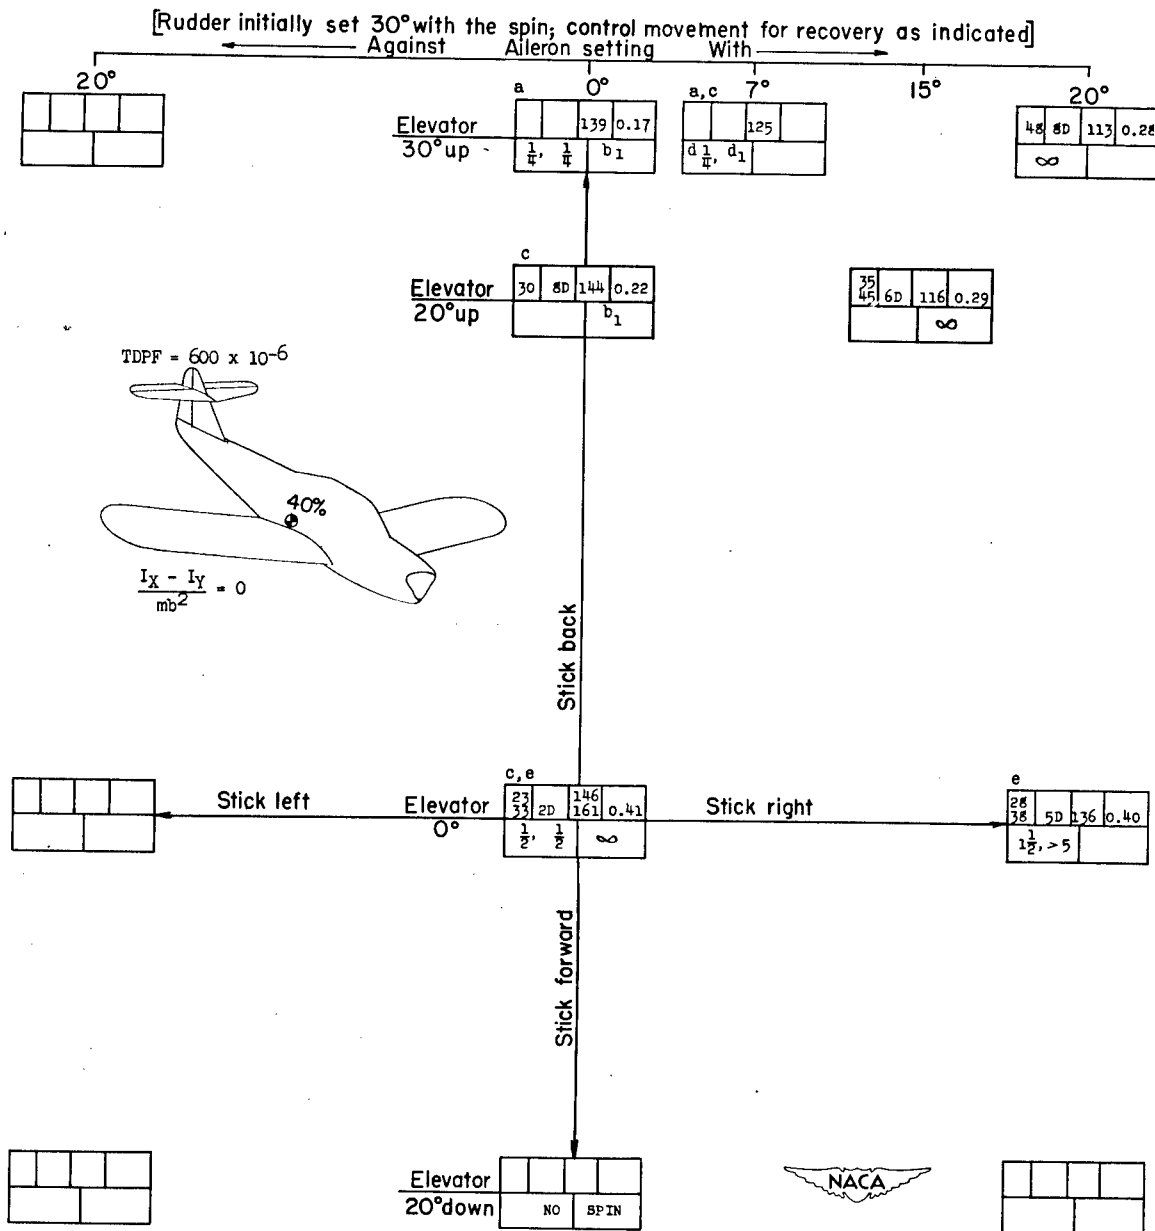 [Rudder initially set 30° with the spin; control movement for recovery as indicated]
Against Aileron setting With
20° 0° 7° 15° 20°
a a,c
Elevator 30° up
139 0.17
1/4, 1/4 b1
125
d 1/4, d1
48 8D 113 0.28
∞
c
Elevator 20° up
30 8D 144 0.22
b1
35 45 6D 116 0.29
∞
TDPF = 600 x 10-6
40%
IX - IY / mb2 = 0
Stick back
c,e e
Stick left
Elevator 0°
23 33 2D 146 161 0.41
1/2, 1/2 ∞
Stick right
28 38 5D 136 0.40
1 1/2, >5
Stick forward
Elevator 20° down
NO SPIN
NACA